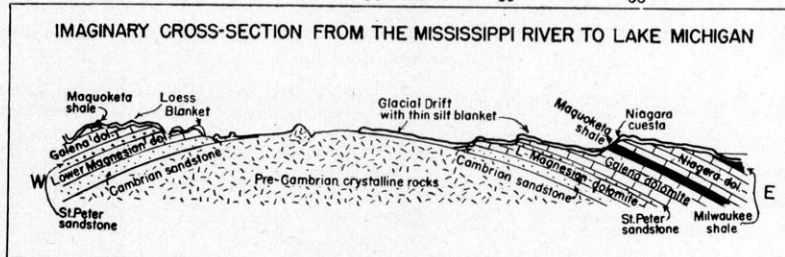 IMAGINARY CROSS-SECTION FROM THE MISSISSIPPI RIVER TO LAKE MICHIGAN
Maquoketa
shale
Loess
Blanket
Glacial Drift
with thin silt blanket
Maquoketa
shale
Niagara
cuesta
Galena dol.
Lower Magnesian dol.
Cambrian sandstone
W
St. Peter
sandstone
Pre-Cambrian crystalline rocks
Cambrian sandstone
Magnesian dolomite
Galena dolomite
Niagara dol.
E
St. Peter
sandstone
Milwaukee
shale